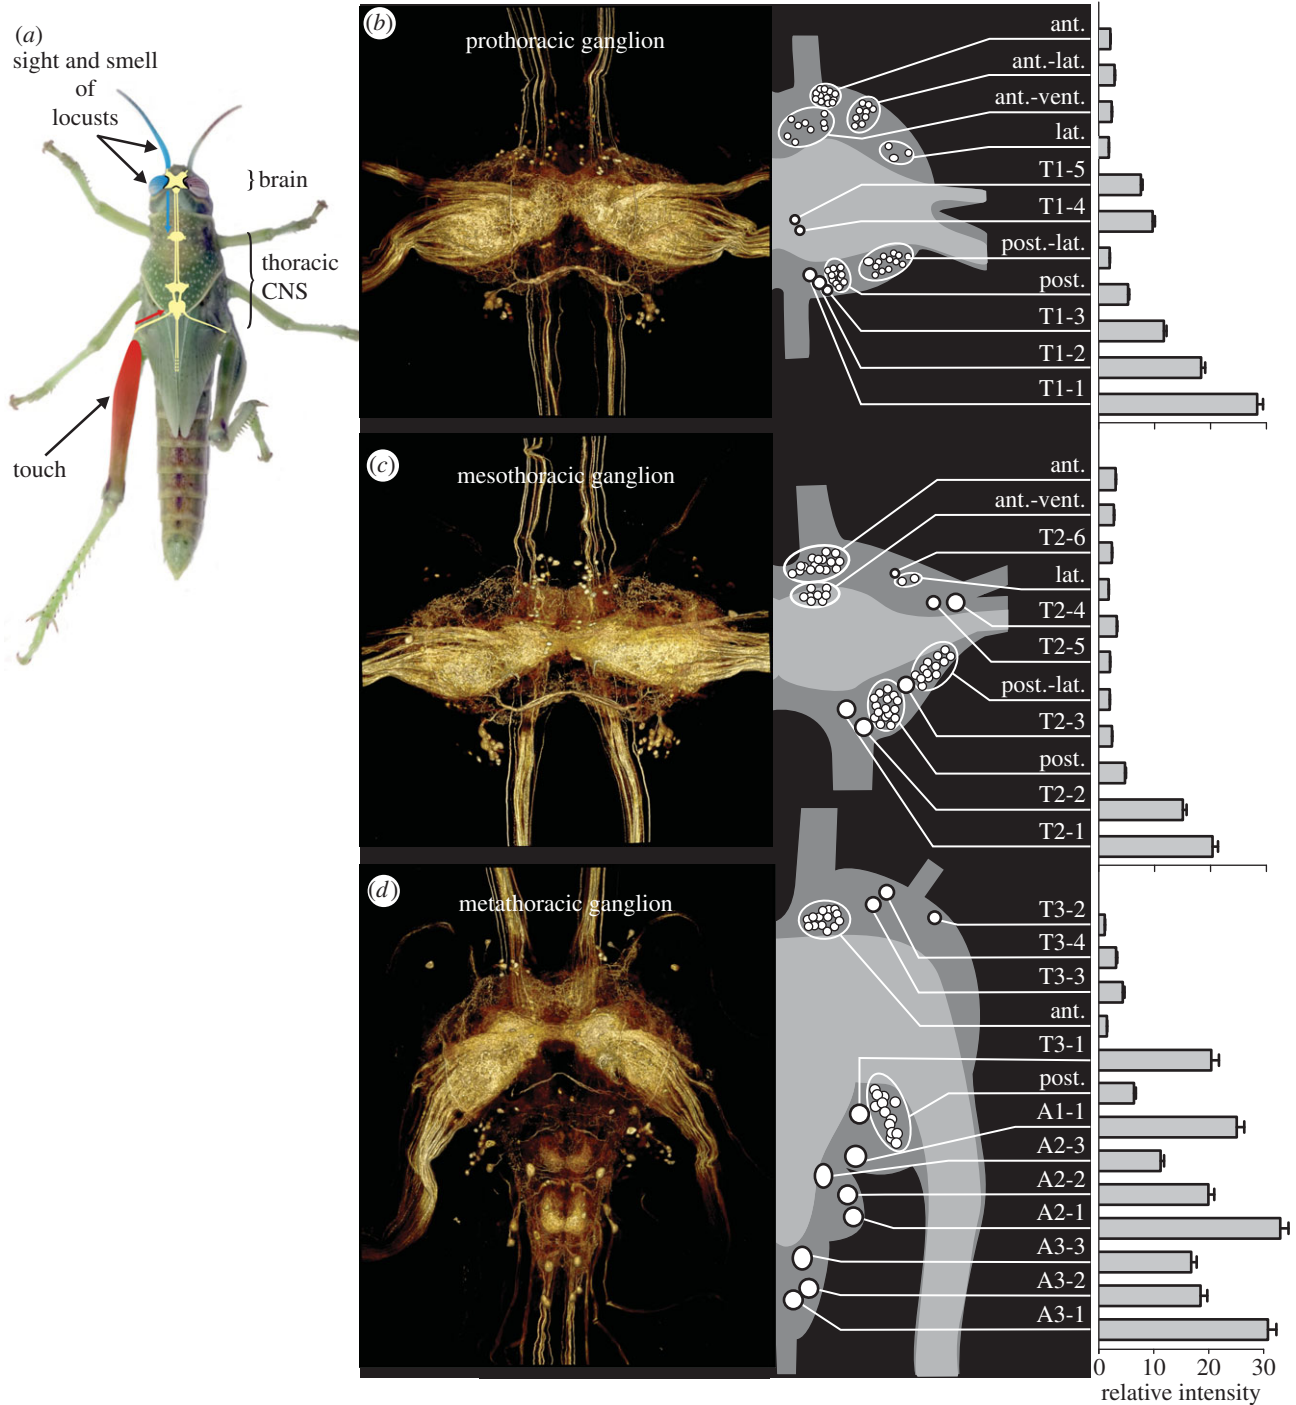 (a)
sight and smell
of
locusts
brain
thoracic
CNS
touch
(b)
prothoracic ganglion
ant.
ant.-lat.
ant.-vent.
lat.
T1-5
T1-4
post.-lat.
post.
T1-3
T1-2
T1-1
(c)
mesothoracic ganglion
ant.
ant.-vent.
T2-6
lat.
T2-4
T2-5
post.-lat.
T2-3
post.
T2-2
T2-1
(d)
metathoracic ganglion
T3-2
T3-4
T3-3
ant.
T3-1
post.
A1-1
A2-3
A2-2
A2-1
A3-3
A3-2
A3-1
0 10 20 30
relative intensity